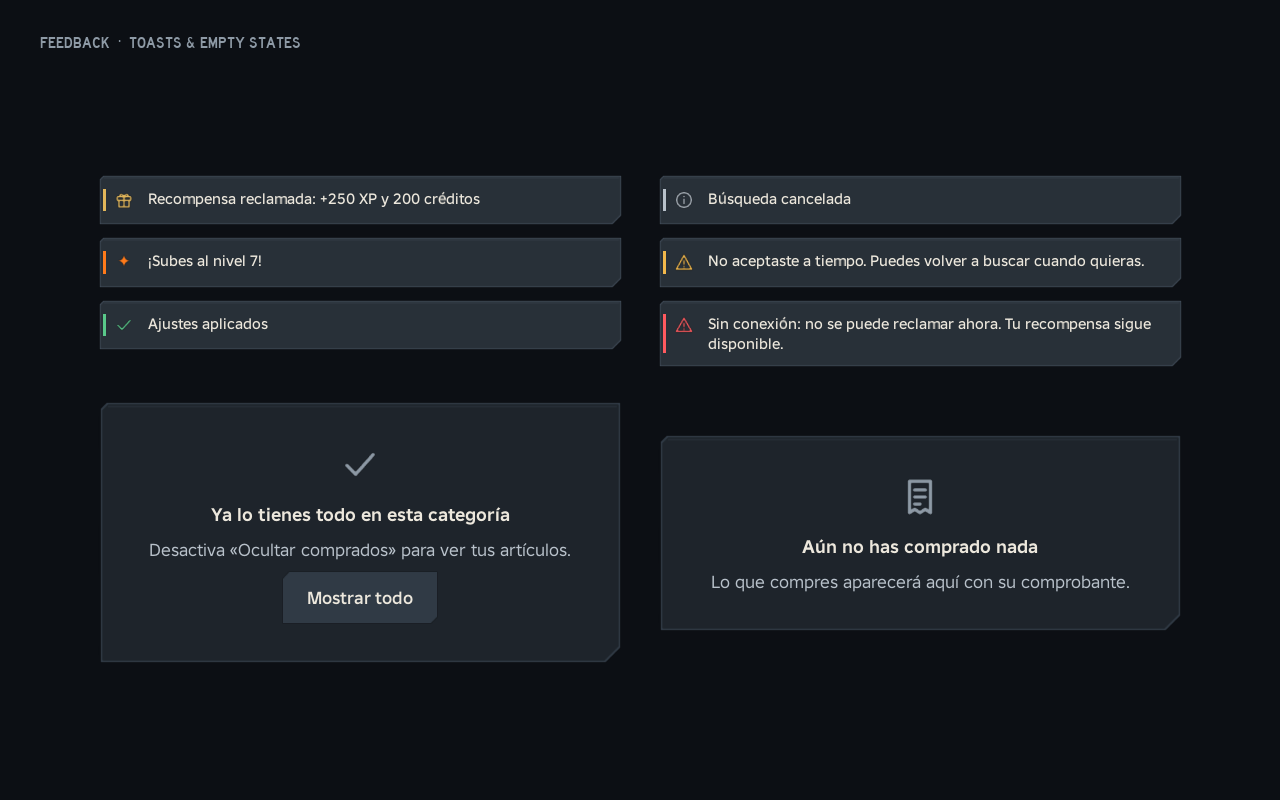 FEEDBACK · TOASTS & EMPTY STATES
Recompensa reclamada: +250 XP y 200 créditos
¡Subes al nivel 7!
Ajustes aplicados
Búsqueda cancelada
No aceptaste a tiempo. Puedes volver a buscar cuando quieras.
Sin conexión: no se puede reclamar ahora. Tu recompensa sigue
disponible.
Ya lo tienes todo en esta categoría
Desactiva «Ocultar comprados» para ver tus artículos.
Mostrar todo
Aún no has comprado nada
Lo que compres aparecerá aquí con su comprobante.